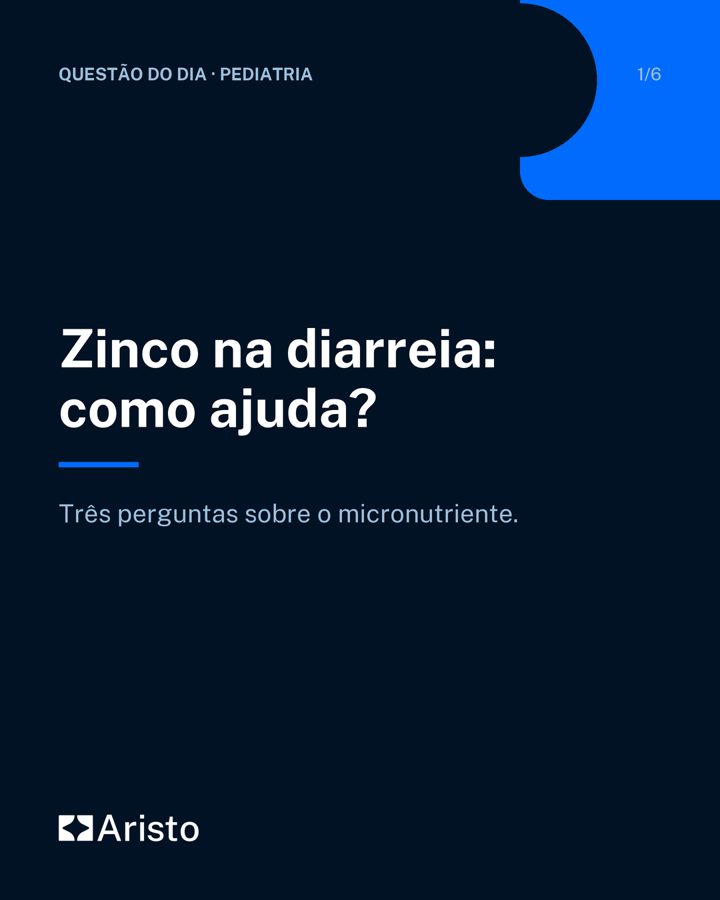 QUESTÃO DO DIA · PEDIATRIA
1/6
Zinco na diarreia:
como ajuda?
Três perguntas sobre o micronutriente.
Aristo